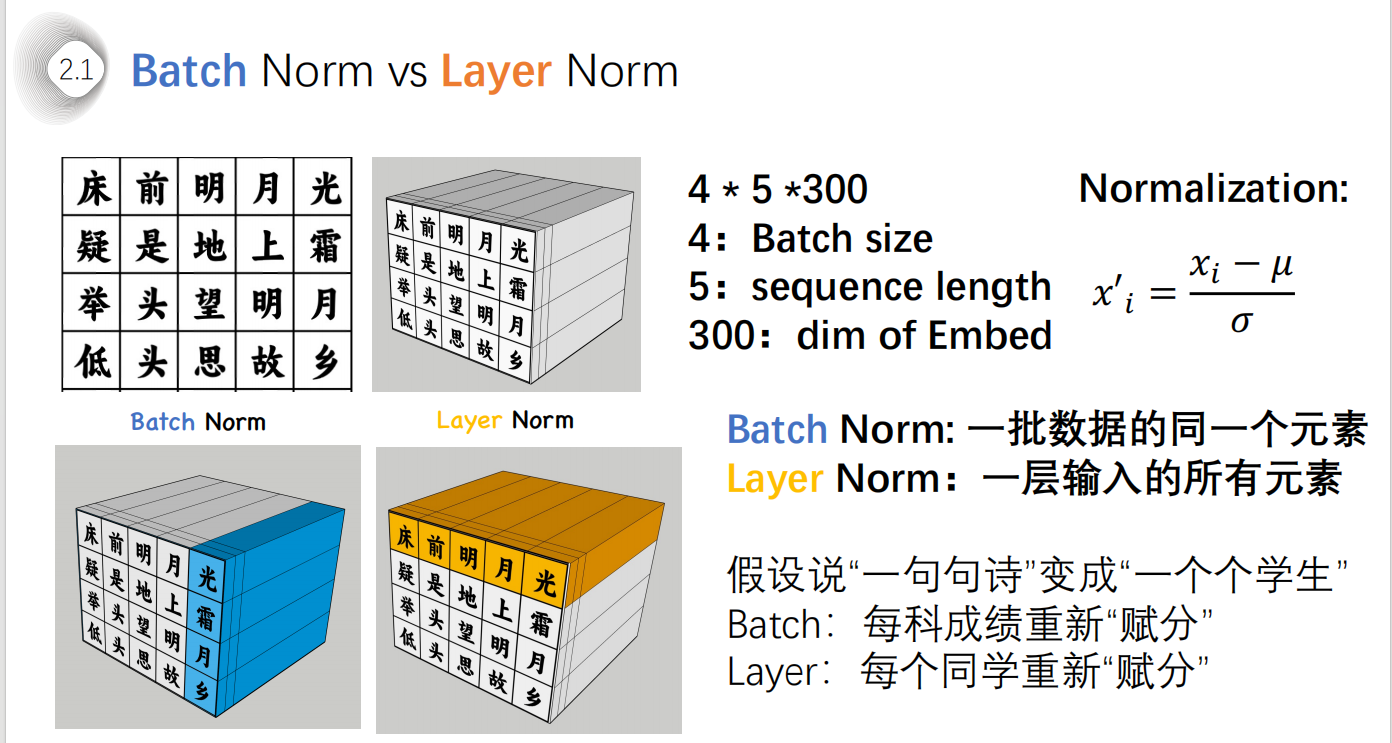 2.1
Batch Norm vs Layer Norm
床前明月光
疑是地上霜
举头望明月
低头思故乡
床前明月光
疑是地上霜
举头望明月
低头思故乡
4 * 5 *300
4：Batch size
5：sequence length
300：dim of Embed
Normalization:
x′ᵢ = (xᵢ − μ) / σ
Batch Norm
Layer Norm
床前明月光
疑是地上霜
举头望明月
低头思故乡
床前明月光
疑是地上霜
举头望明月
低头思故乡
Batch Norm: 一批数据的同一个元素
Layer Norm：一层输入的所有元素
假设说“一句句诗”变成“一个个学生”
Batch：每科成绩重新“赋分”
Layer：每个同学重新“赋分”